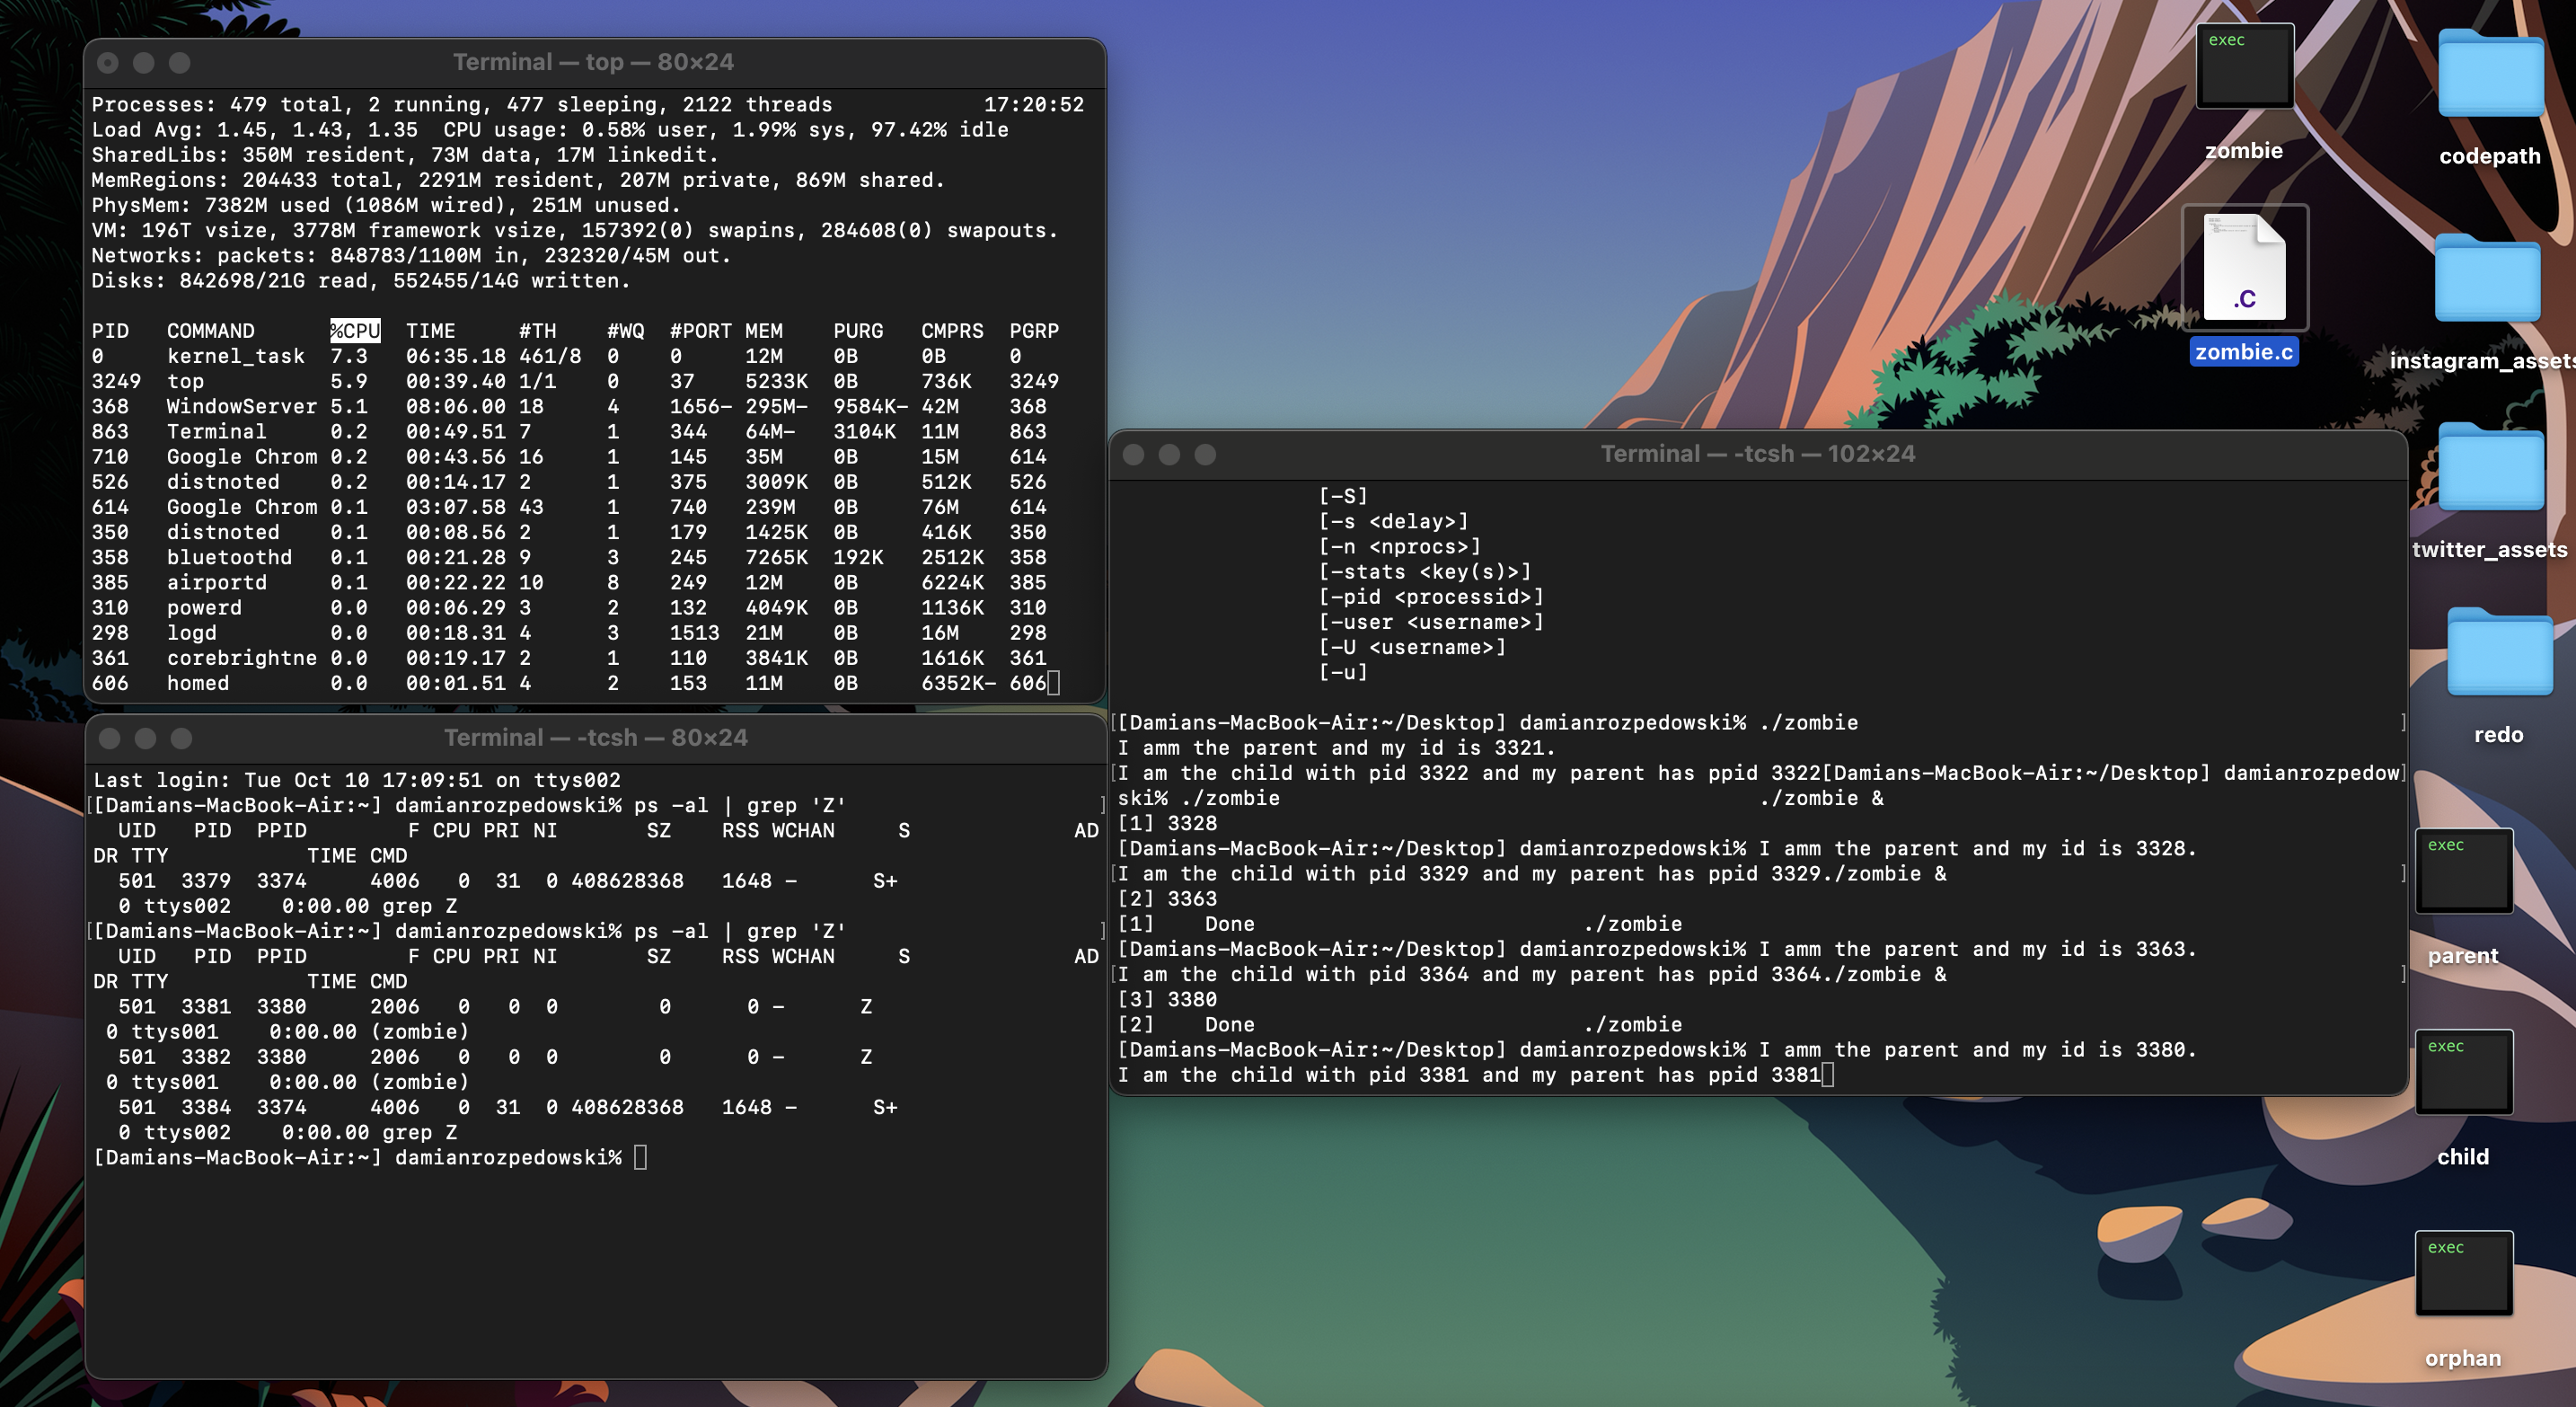 Terminal — top — 80×24
Processes: 479 total, 2 running, 477 sleeping, 2122 threads 17:20:52
Load Avg: 1.45, 1.43, 1.35 CPU usage: 0.58% user, 1.99% sys, 97.42% idle
SharedLibs: 350M resident, 73M data, 17M linkedit.
MemRegions: 204433 total, 2291M resident, 207M private, 869M shared.
PhysMem: 7382M used (1086M wired), 251M unused.
VM: 196T vsize, 3778M framework vsize, 157392(0) swapins, 284608(0) swapouts.
Networks: packets: 848783/1100M in, 232320/45M out.
Disks: 842698/21G read, 552455/14G written.
PID COMMAND %CPU TIME #TH #WQ #PORT MEM PURG CMPRS PGRP
0 kernel_task 7.3 06:35.18 461/8 0 0 12M 0B 0B 0
3249 top 5.9 00:39.40 1/1 0 37 5233K 0B 736K 3249
368 WindowServer 5.1 08:06.00 18 4 1656- 295M- 9584K- 42M 368
863 Terminal 0.2 00:49.51 7 1 344 64M- 3104K 11M 863
710 Google Chrom 0.2 00:43.56 16 1 145 35M 0B 15M 614
526 distnoted 0.2 00:14.17 2 1 375 3009K 0B 512K 526
614 Google Chrom 0.1 03:07.58 43 1 740 239M 0B 76M 614
350 distnoted 0.1 00:08.56 2 1 179 1425K 0B 416K 350
358 bluetoothd 0.1 00:21.28 9 3 245 7265K 192K 2512K 358
385 airportd 0.1 00:22.22 10 8 249 12M 0B 6224K 385
310 powerd 0.0 00:06.29 3 2 132 4049K 0B 1136K 310
298 logd 0.0 00:18.31 4 3 1513 21M 0B 16M 298
361 corebrightne 0.0 00:19.17 2 1 110 3841K 0B 1616K 361
606 homed 0.0 00:01.51 4 2 153 11M 0B 6352K- 606
Terminal — -tcsh — 80×24
Last login: Tue Oct 10 17:09:51 on ttys002
[[Damians-MacBook-Air:~] damianrozpedowski% ps -al | grep 'Z' ]
UID PID PPID F CPU PRI NI SZ RSS WCHAN S AD
DR TTY TIME CMD
501 3379 3374 4006 0 31 0 408628368 1648 - S+
0 ttys002 0:00.00 grep Z
[[Damians-MacBook-Air:~] damianrozpedowski% ps -al | grep 'Z' ]
UID PID PPID F CPU PRI NI SZ RSS WCHAN S AD
DR TTY TIME CMD
501 3381 3380 2006 0 0 0 0 0 - Z
0 ttys001 0:00.00 (zombie)
501 3382 3380 2006 0 0 0 0 0 - Z
0 ttys001 0:00.00 (zombie)
501 3384 3374 4006 0 31 0 408628368 1648 - S+
0 ttys002 0:00.00 grep Z
[Damians-MacBook-Air:~] damianrozpedowski%
Terminal — -tcsh — 102×24
[-S]
[-s <delay>]
[-n <nprocs>]
[-stats <key(s)>]
[-pid <processid>]
[-user <username>]
[-U <username>]
[-u]
[[Damians-MacBook-Air:~/Desktop] damianrozpedowski% ./zombie ]
I amm the parent and my id is 3321.
[I am the child with pid 3322 and my parent has ppid 3322[Damians-MacBook-Air:~/Desktop] damianrozpedow]
ski% ./zombie ./zombie &
[1] 3328
[Damians-MacBook-Air:~/Desktop] damianrozpedowski% I amm the parent and my id is 3328.
[I am the child with pid 3329 and my parent has ppid 3329./zombie & ]
[2] 3363
[1] Done ./zombie
[Damians-MacBook-Air:~/Desktop] damianrozpedowski% I amm the parent and my id is 3363.
[I am the child with pid 3364 and my parent has ppid 3364./zombie & ]
[3] 3380
[2] Done ./zombie
[Damians-MacBook-Air:~/Desktop] damianrozpedowski% I amm the parent and my id is 3380.
I am the child with pid 3381 and my parent has ppid 3381
exec
zombie
codepath
.C
zombie.c
instagram_assets
twitter_assets
redo
exec
parent
exec
child
exec
orphan